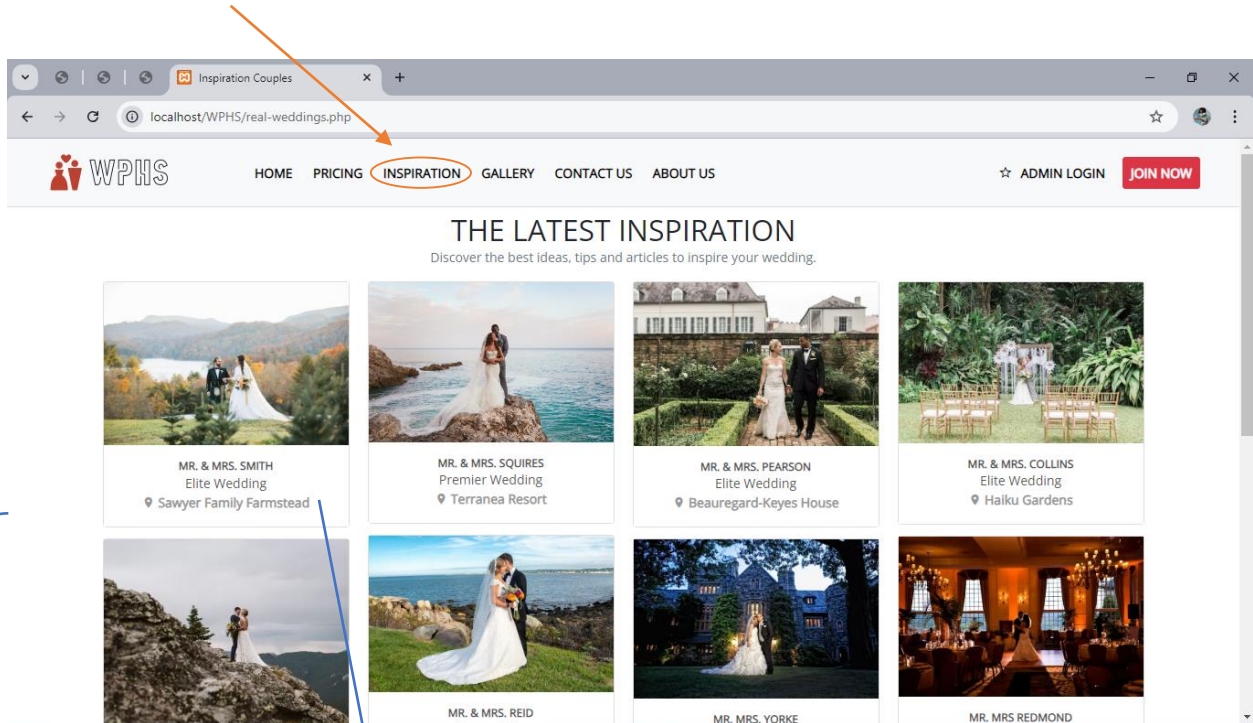 Inspiration Couples
localhost/WPHS/real-weddings.php
WPHS
HOME PRICING INSPIRATION GALLERY CONTACT US ABOUT US
ADMIN LOGIN JOIN NOW
THE LATEST INSPIRATION
Discover the best ideas, tips and articles to inspire your wedding.
MR. & MRS. SMITH
Elite Wedding
Sawyer Family Farmstead
MR. & MRS. SQUIRES
Premier Wedding
Terranea Resort
MR. & MRS. PEARSON
Elite Wedding
Beauregard-Keyes House
MR. & MRS. COLLINS
Elite Wedding
Haiku Gardens
MR. & MRS. REID
MR. MRS. YORKE
MR. MRS REDMOND